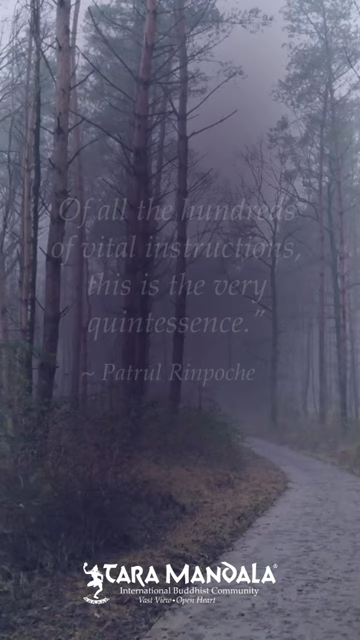 Of all the hundreds
of vital instructions,
this is the very
quintessence.”
~ Patrul Rinpoche
TARA MANDALA®
International Buddhist Community
Vast View • Open Heart